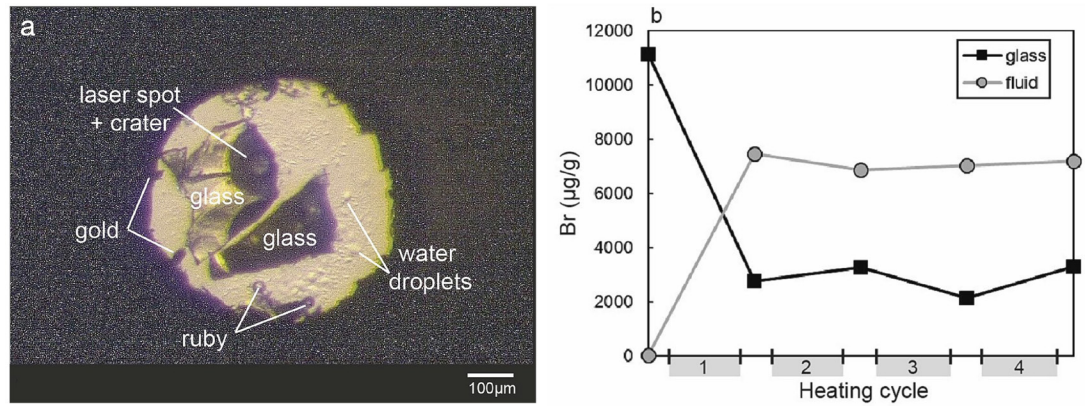 a
laser spot
+ crater
glass
glass
gold
water
droplets
ruby
100µm
b
12000
10000
8000
6000
4000
2000
0
Br (µg/g)
glass
fluid
1 2 3 4
Heating cycle